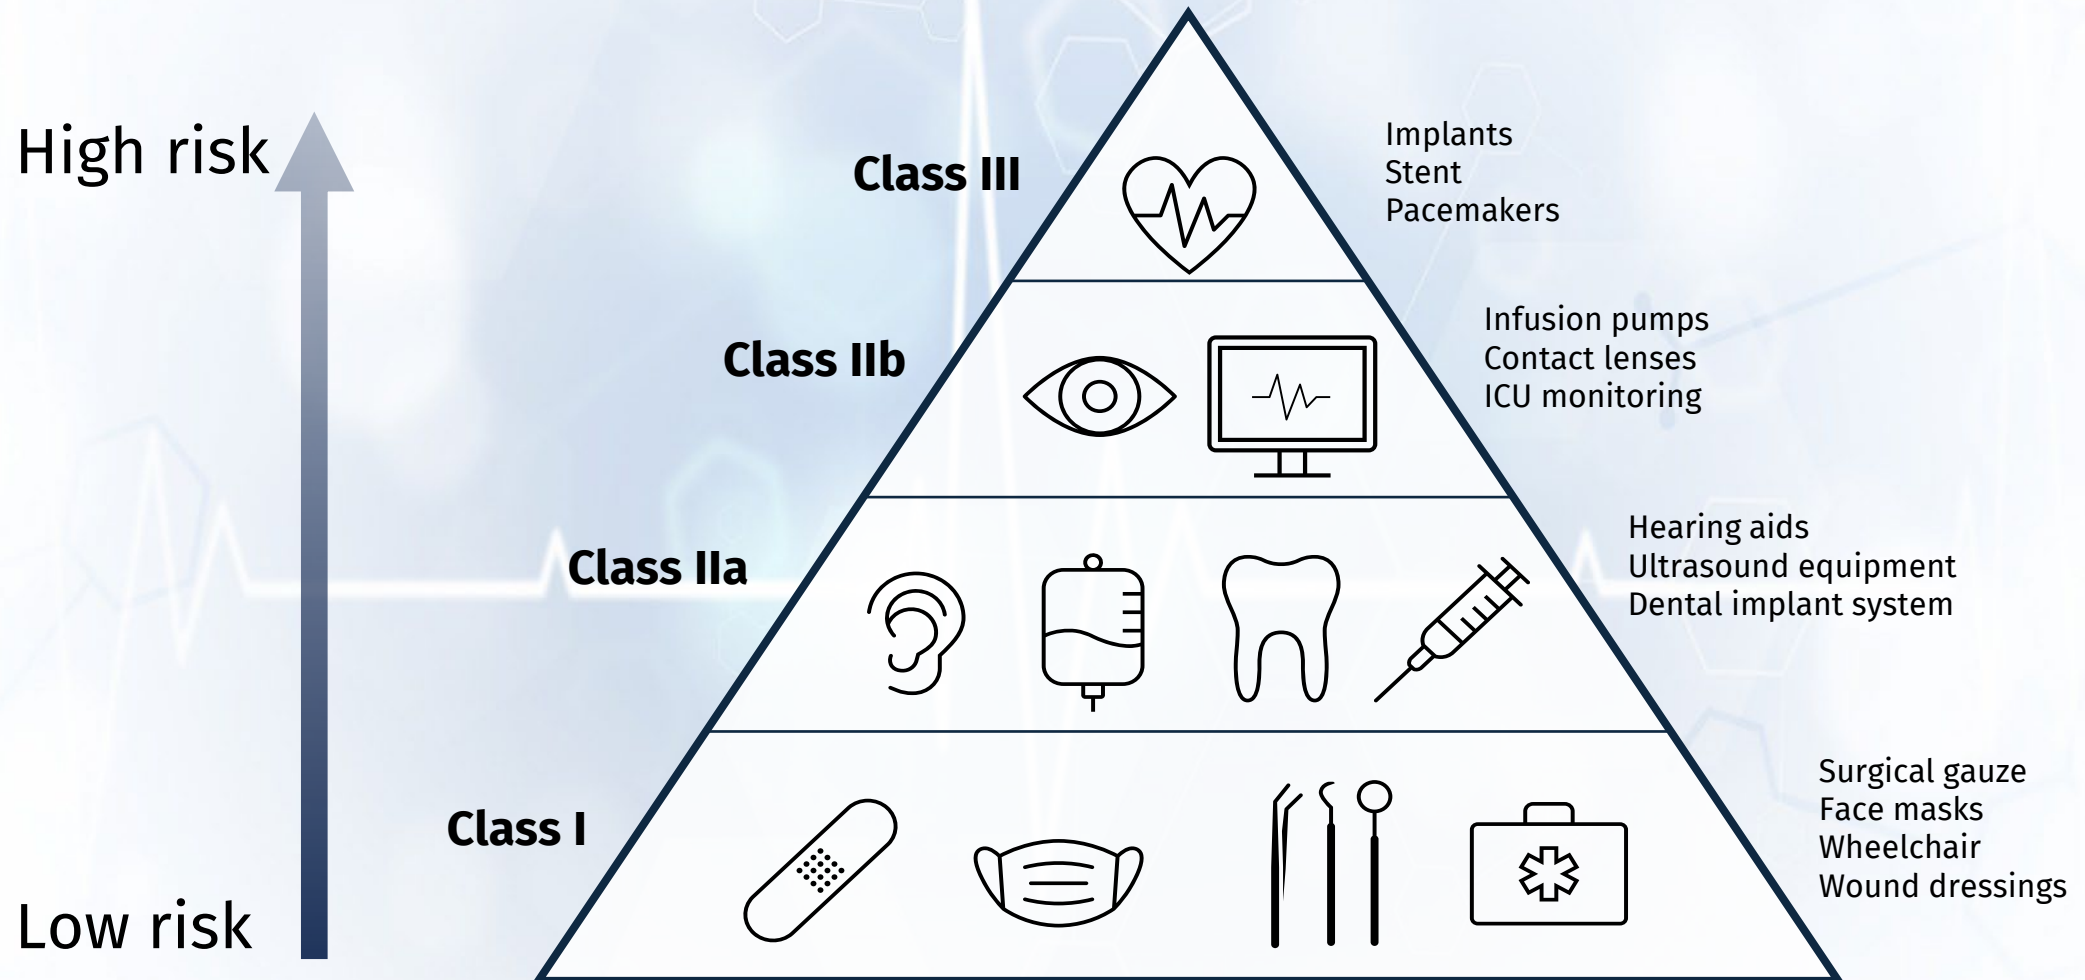 High risk
Class III
Implants
Stent
Pacemakers
Class IIb
Infusion pumps
Contact lenses
ICU monitoring
Class IIa
Hearing aids
Ultrasound equipment
Dental implant system
Class I
Surgical gauze
Face masks
Wheelchair
Wound dressings
Low risk